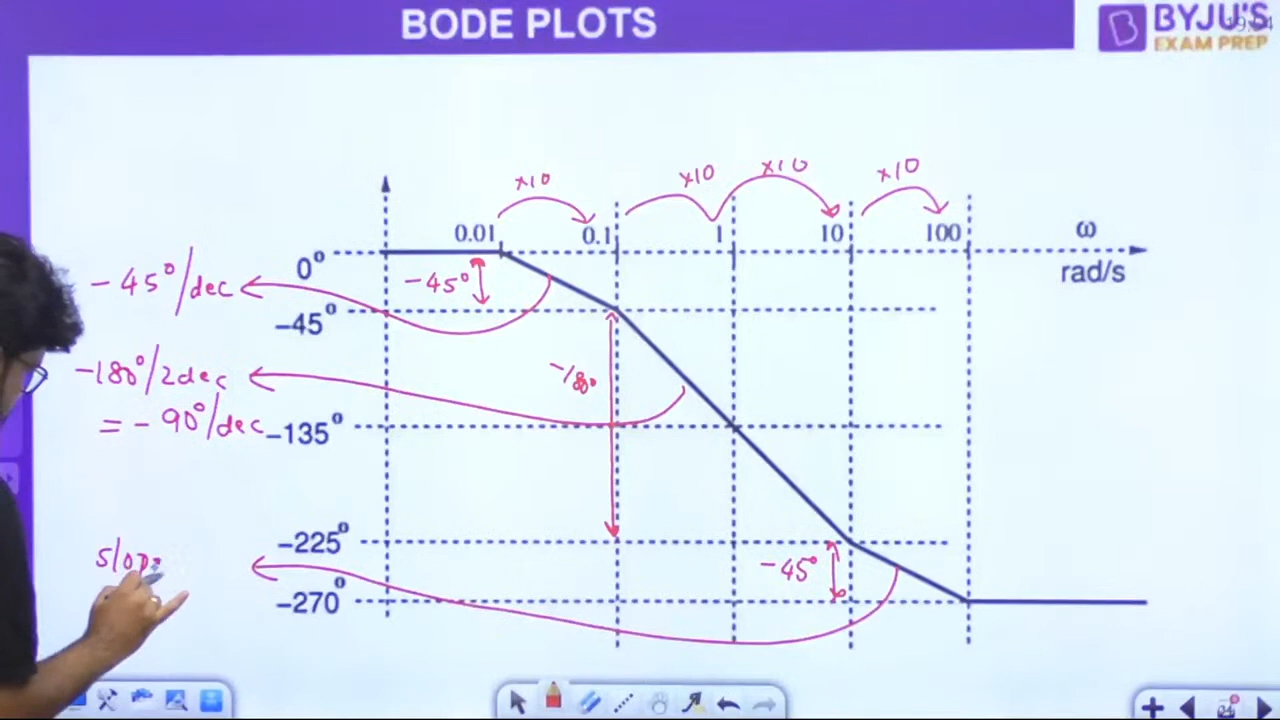 BODE PLOTS
BYJU'S
EXAM PREP
×10 ×10 ×10 ×10
0.01 0.1 1 10 100 ω
rad/s
0°
-45°/dec
-45°
-45°
-180°/2dec
-180°
= -90°/dec
-135°
-225°
slope
-45°
-270°